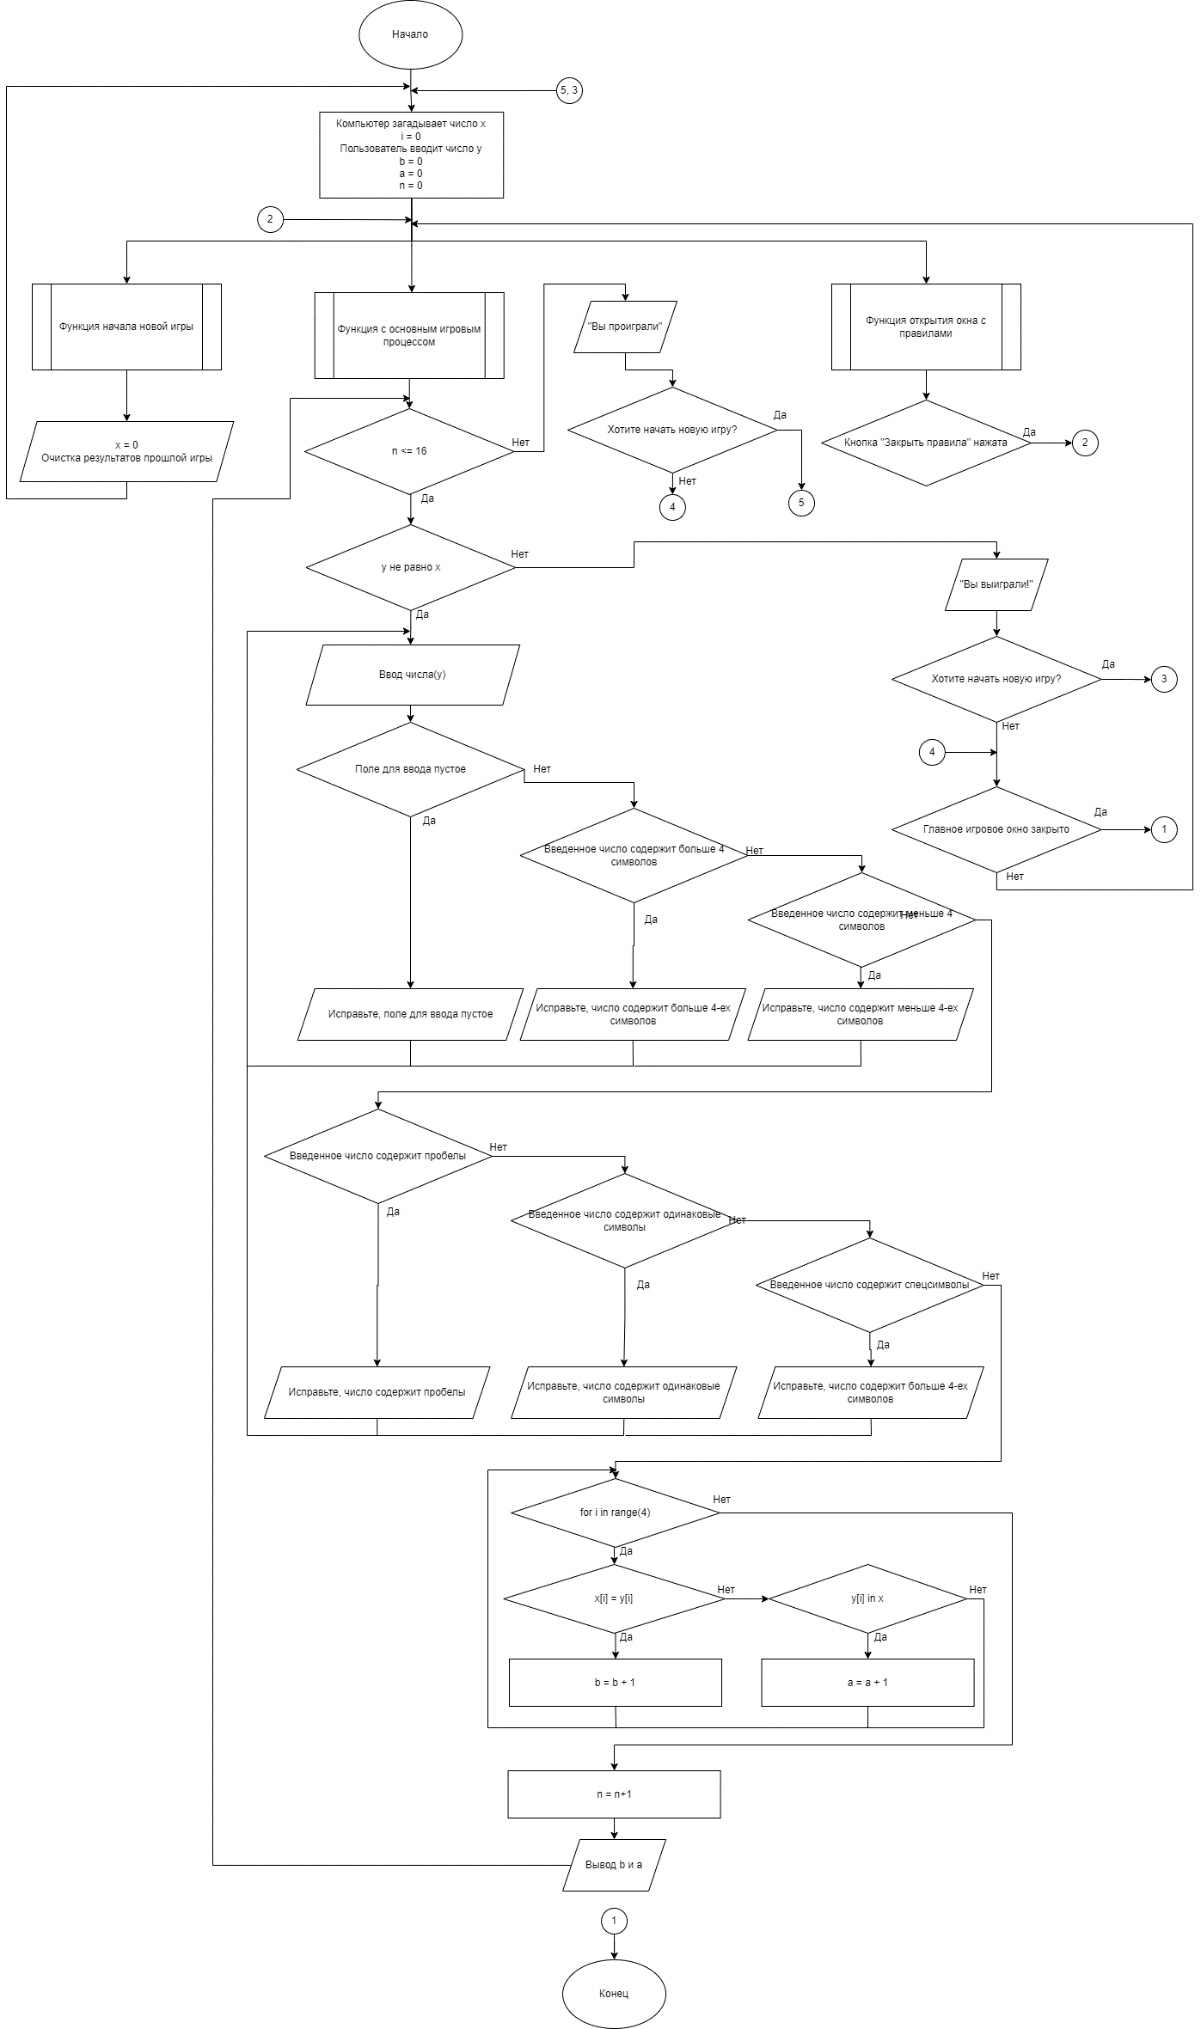 Начало
5, 3
Компьютер загадывает число x
i = 0
Пользователь вводит число y
b = 0
a = 0
n = 0
2
Функция начала новой игры
Функция с основным игровым
процессом
"Вы проиграли"
Функция открытия окна с
правилами
x = 0
Очистка результатов прошлой игры
n <= 16
Нет
Да
Хотите начать новую игру?
Да
Нет
4
5
Кнопка "Закрыть правила" нажата
Да
2
y не равно x
Нет
Да
"Вы выиграли!"
Ввод числа(y)
Хотите начать новую игру?
Да
3
Нет
4
Поле для ввода пустое
Нет
Да
Главное игровое окно закрыто
Да
1
Нет
Введенное число содержит больше 4
символов
Нет
Да
Введенное число содержит меньше 4
символов
Нет
Да
Исправьте, поле для ввода пустое
Исправьте, число содержит больше 4-ех
символов
Исправьте, число содержит меньше 4-ех
символов
Введенное число содержит пробелы
Нет
Да
Введенное число содержит одинаковые
символы
Нет
Да
Введенное число содержит спецсимволы
Нет
Да
Исправьте, число содержит пробелы
Исправьте, число содержит одинаковые
символы
Исправьте, число содержит больше 4-ех
символов
for i in range(4)
Нет
Да
x[i] = y[i]
Нет
Да
y[i] in x
Нет
Да
b = b + 1
a = a + 1
n = n+1
Вывод b и a
1
Конец